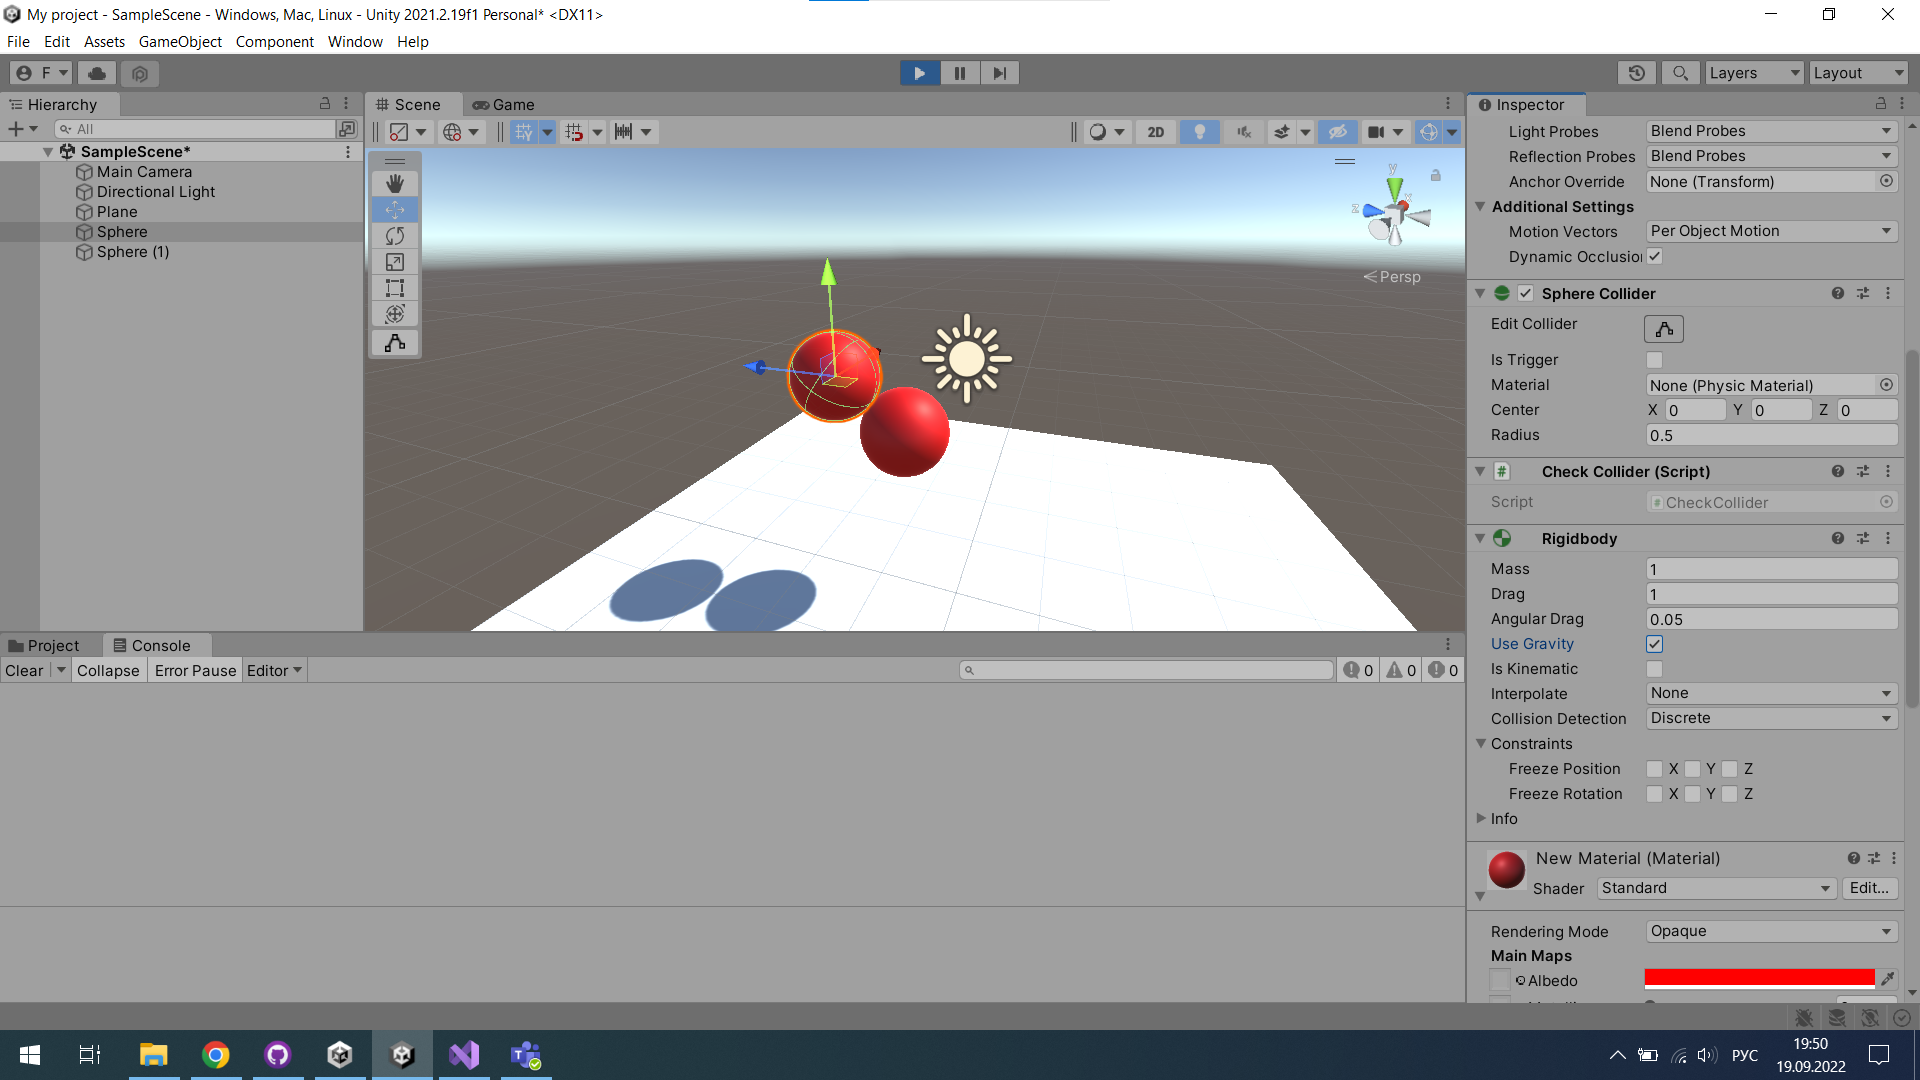 My project - SampleScene - Windows, Mac, Linux - Unity 2021.2.19f1 Personal* <DX11>
File Edit Assets GameObject Component Window Help
F
Layers
Layout
Hierarchy
All
SampleScene*
Main Camera
Directional Light
Plane
Sphere
Sphere (1)
Scene Game
2D
y
x
z
Persp
Project Console
Clear Collapse Error Pause Editor
0 0 0
Inspector
Light Probes Blend Probes
Reflection Probes Blend Probes
Anchor Override None (Transform)
Additional Settings
Motion Vectors Per Object Motion
Dynamic Occlusion
Sphere Collider
Edit Collider
Is Trigger
Material None (Physic Material)
Center X 0 Y 0 Z 0
Radius 0.5
# Check Collider (Script)
Script # CheckCollider
Rigidbody
Mass 1
Drag 1
Angular Drag 0.05
Use Gravity
Is Kinematic
Interpolate None
Collision Detection Discrete
Constraints
Freeze Position X Y Z
Freeze Rotation X Y Z
Info
New Material (Material)
Shader Standard Edit...
Rendering Mode Opaque
Main Maps
Albedo
РУС
19:50
19.09.2022